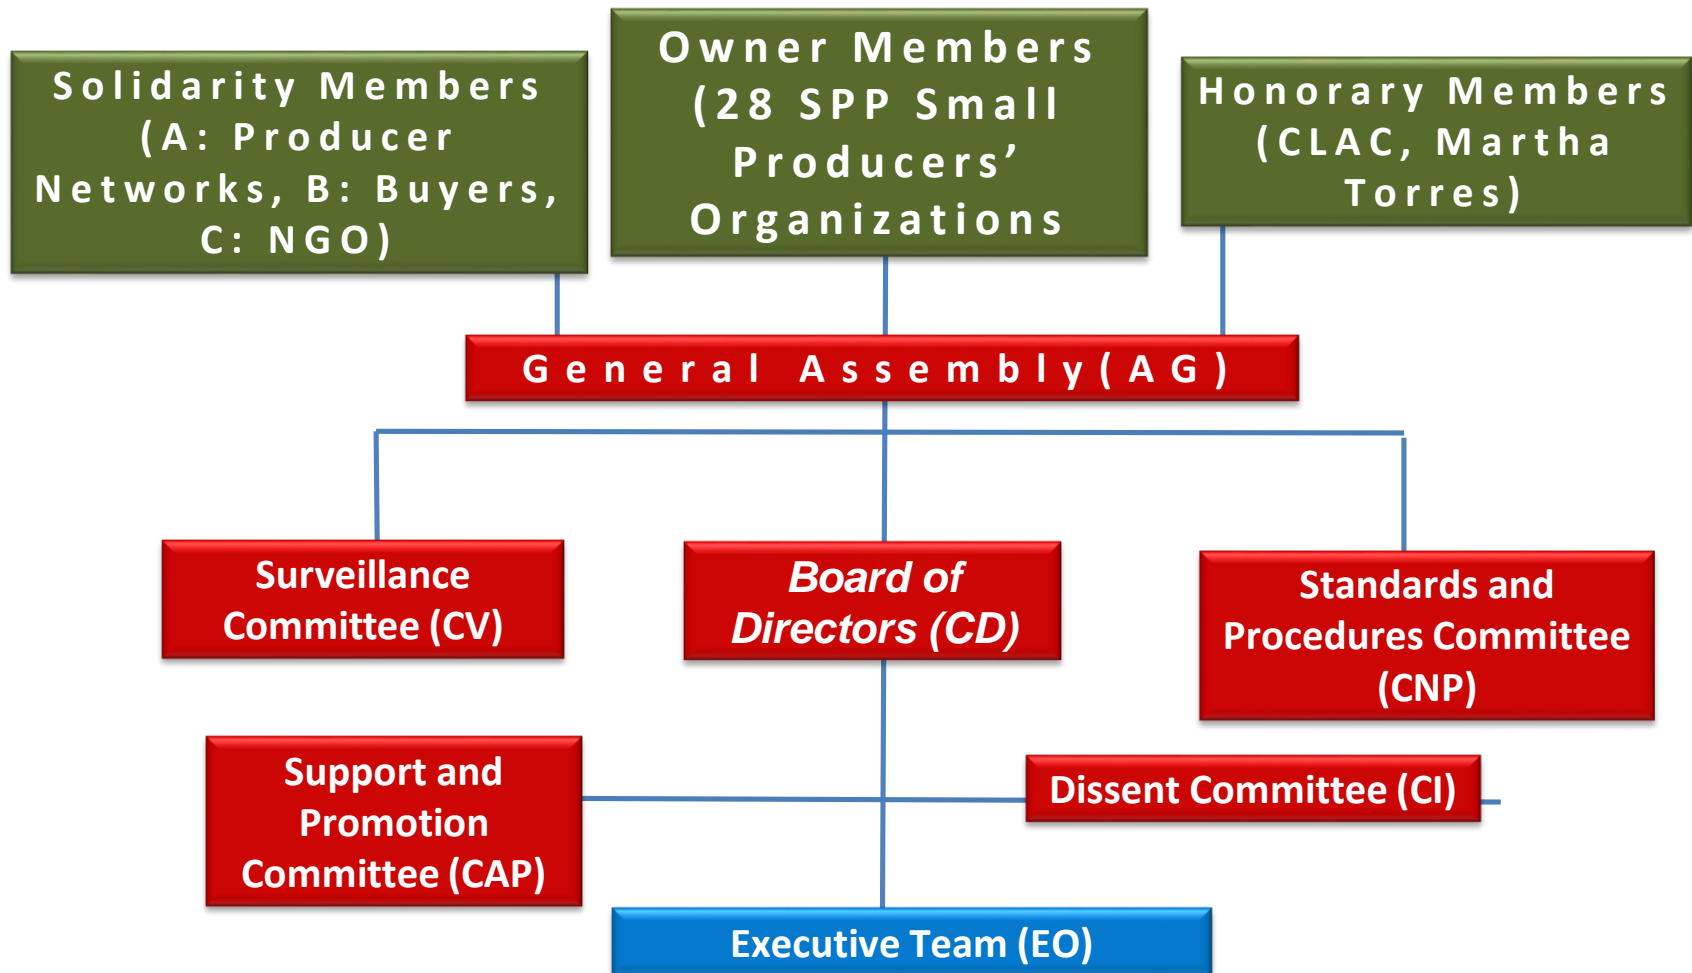 Solidarity Members
(A: Producer
Networks, B: Buyers,
C: NGO)
Owner Members
(28 SPP Small
Producers’
Organizations
Honorary Members
(CLAC, Martha
Torres)
General Assembly(AG)
Surveillance
Committee (CV)
Board of
Directors (CD)
Standards and
Procedures Committee
(CNP)
Support and
Promotion
Committee (CAP)
Dissent Committee (CI)
Executive Team (EO)